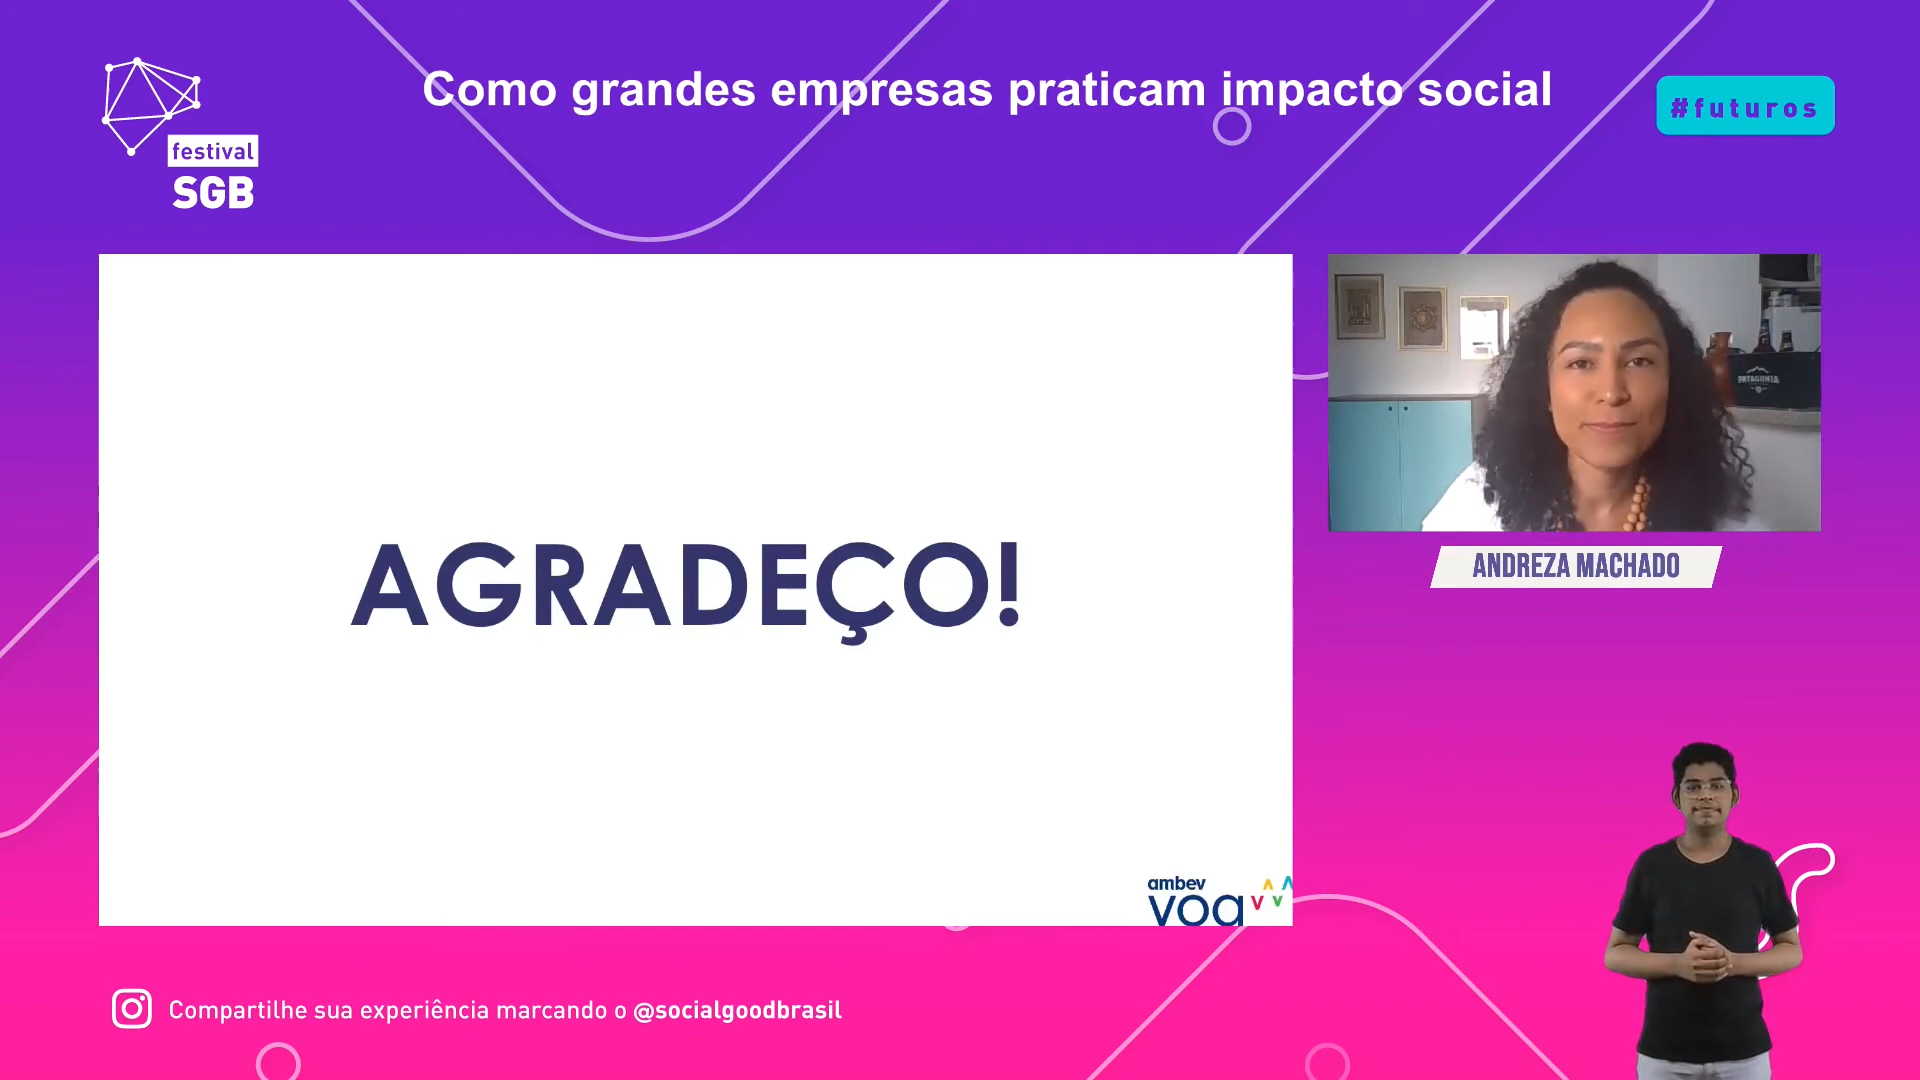 Como grandes empresas praticam impacto social
#futuros
festival
SGB
PATAGONIA
ANDREZA MACHADO
AGRADEÇO!
ambev
voa
Compartilhe sua experiência marcando o @socialgoodbrasil